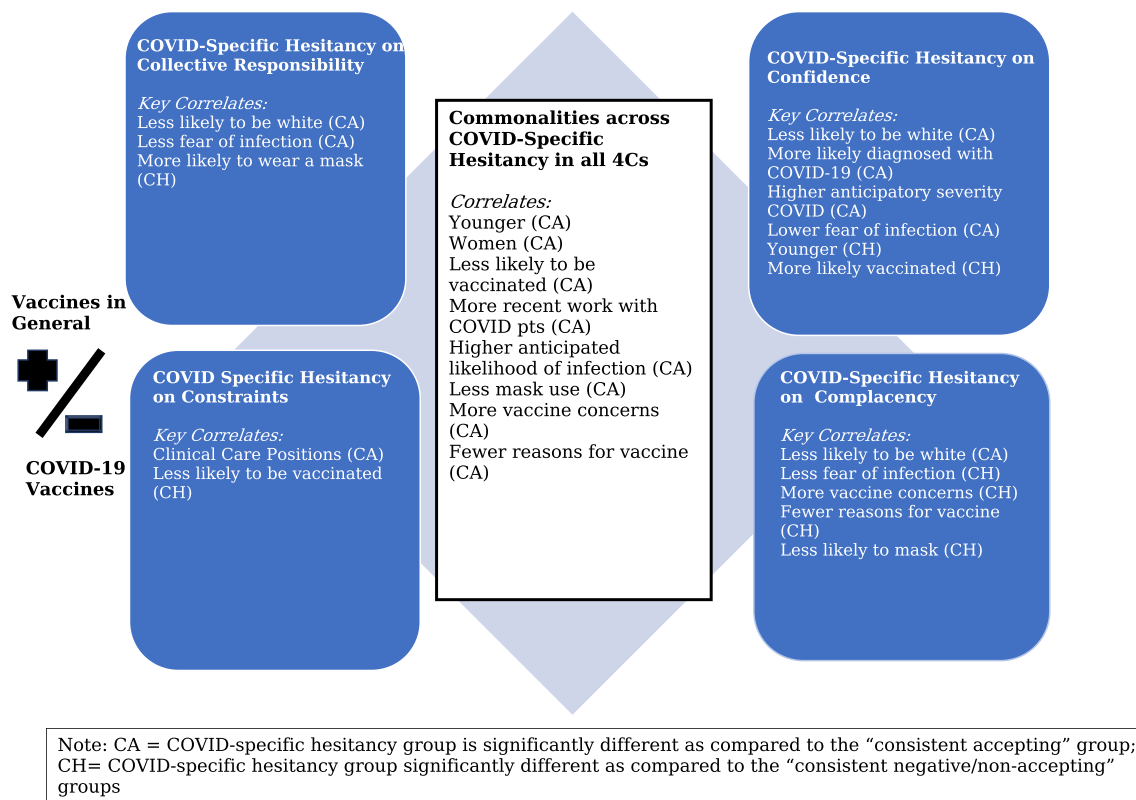 COVID-Specific Hesitancy on
Collective Responsibility
Key Correlates:
Less likely to be white (CA)
Less fear of infection (CA)
More likely to wear a mask
(CH)
COVID-Specific Hesitancy on
Confidence
Key Correlates:
Less likely to be white (CA)
More likely diagnosed with
COVID-19 (CA)
Higher anticipatory severity
COVID (CA)
Lower fear of infection (CA)
Younger (CH)
More likely vaccinated (CH)
Commonalities across
COVID-Specific
Hesitancy in all 4Cs
Correlates:
Younger (CA)
Women (CA)
Less likely to be
vaccinated (CA)
More recent work with
COVID pts (CA)
Higher anticipated
likelihood of infection (CA)
Less mask use (CA)
More vaccine concerns
(CA)
Fewer reasons for vaccine
(CA)
Vaccines in
General
COVID-19
Vaccines
COVID Specific Hesitancy
on Constraints
Key Correlates:
Clinical Care Positions (CA)
Less likely to be vaccinated
(CH)
COVID-Specific Hesitancy
on  Complacency
Key Correlates:
Less likely to be white (CA)
Less fear of infection (CH)
More vaccine concerns (CH)
Fewer reasons for vaccine
(CH)
Less likely to mask (CH)
Note: CA = COVID-specific hesitancy group is significantly different as compared to the “consistent accepting” group;
CH= COVID-specific hesitancy group significantly different as compared to the “consistent negative/non-accepting”
groups